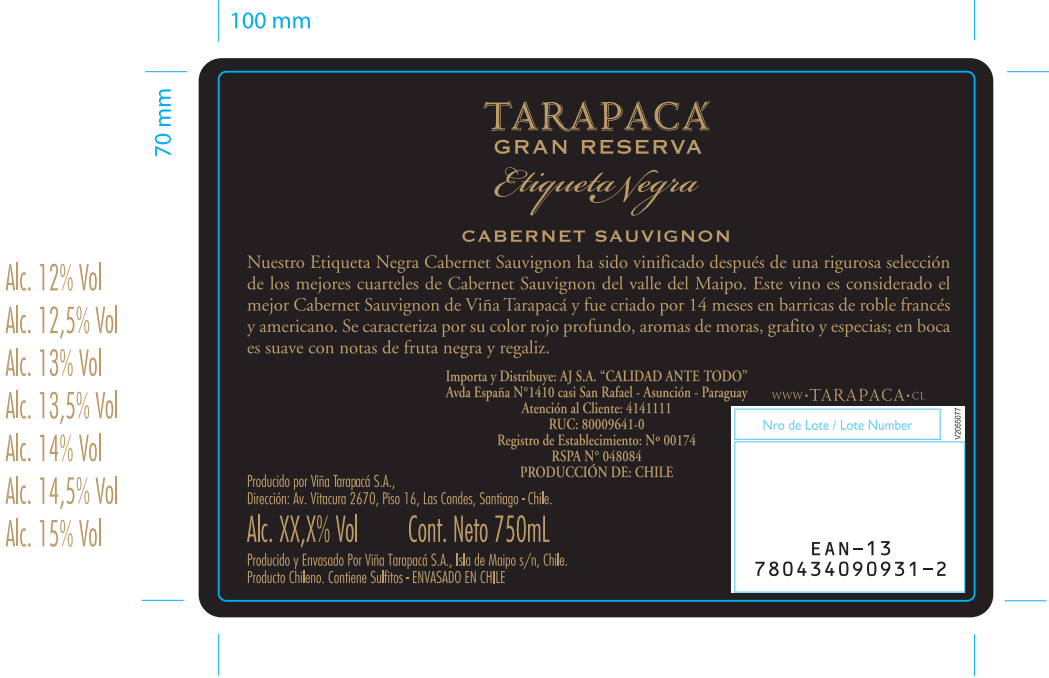 100 mm
70 mm
TARAPACÁ
GRAN RESERVA
Etiqueta Negra
CABERNET SAUVIGNON
Nuestro Etiqueta Negra Cabernet Sauvignon ha sido vinificado después de una rigurosa selección
de los mejores cuarteles de Cabernet Sauvignon del valle del Maipo. Este vino es considerado el
mejor Cabernet Sauvignon de Viña Tarapacá y fue criado por 14 meses en barricas de roble francés
y americano. Se caracteriza por su color rojo profundo, aromas de moras, grafito y especias; en boca
es suave con notas de fruta negra y regaliz.
Importa y Distribuye: AJ S.A. “CALIDAD ANTE TODO”
Avda España N°1410 casi San Rafael - Asunción - Paraguay
Atención al Cliente: 4141111
RUC: 80009641-0
Registro de Establecimiento: Nº 00174
RSPA N° 048084
PRODUCCIÓN DE: CHILE
WWW•TARAPACA•CL
Nro de Lote / Lote Number
V2055077
EAN-13
780434090931-2
Producido por Viña Tarapacá S.A.,
Dirección: Av. Vitacura 2670, Piso 16, Las Condes, Santiago - Chile.
Alc. XX,X% Vol Cont. Neto 750mL
Producido y Envasado Por Viña Tarapacá S.A., Isla de Maipo s/n, Chile.
Producto Chileno. Contiene Sulfitos - ENVASADO EN CHILE
Alc. 12% Vol
Alc. 12,5% Vol
Alc. 13% Vol
Alc. 13,5% Vol
Alc. 14% Vol
Alc. 14,5% Vol
Alc. 15% Vol